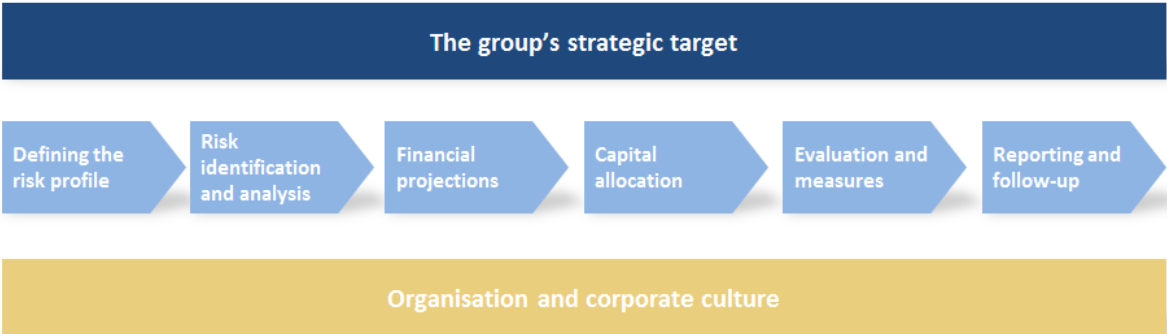 The group’s strategic target
Defining the
risk profile
Risk
identification
and analysis
Financial
projections
Capital
allocation
Evaluation and
measures
Reporting and
follow-up
Organisation and corporate culture